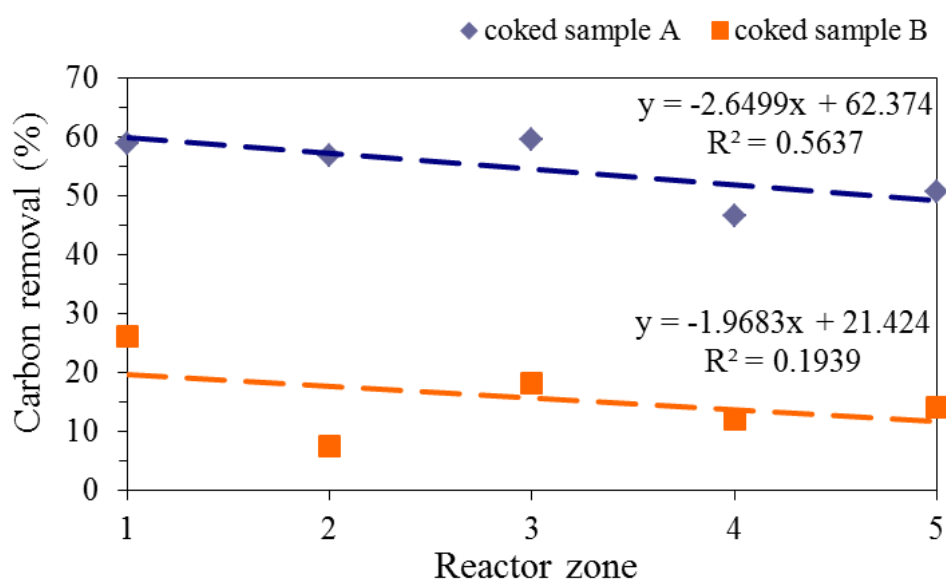 coked sample A coked sample B
70
60
50
40
30
20
10
0
y = -2.6499x + 62.374
R² = 0.5637
y = -1.9683x + 21.424
R² = 0.1939
Carbon removal (%)
1 2 3 4 5
Reactor zone